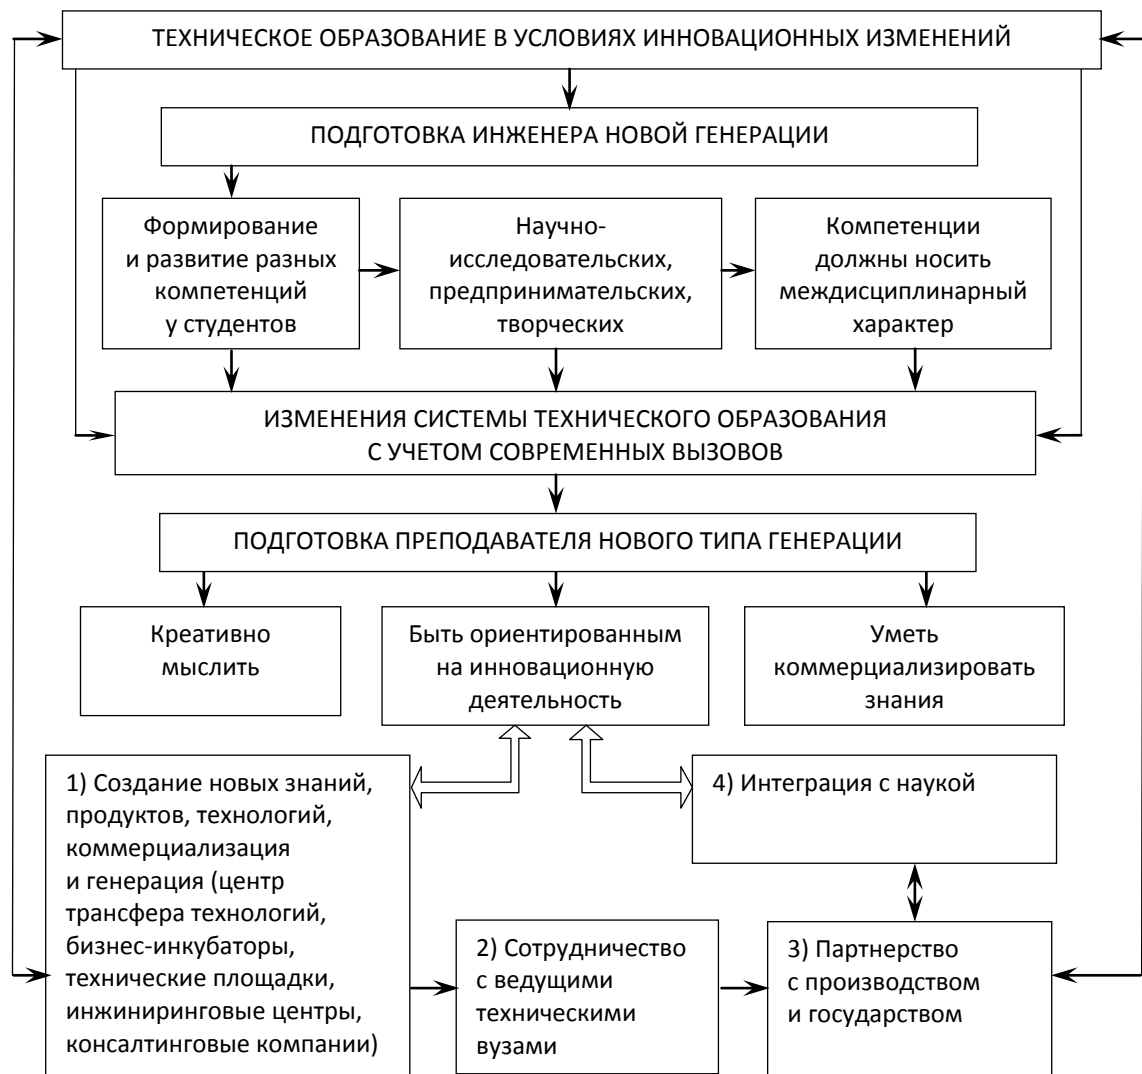 ТЕХНИЧЕСКОЕ ОБРАЗОВАНИЕ В УСЛОВИЯХ ИННОВАЦИОННЫХ ИЗМЕНЕНИЙ
ПОДГОТОВКА ИНЖЕНЕРА НОВОЙ ГЕНЕРАЦИИ
Формирование
и развитие разных
компетенций
у студентов
Научно-
исследовательских,
предпринимательских,
творческих
Компетенции
должны носить
междисциплинарный
характер
ИЗМЕНЕНИЯ СИСТЕМЫ ТЕХНИЧЕСКОГО ОБРАЗОВАНИЯ
С УЧЕТОМ СОВРЕМЕННЫХ ВЫЗОВОВ
ПОДГОТОВКА ПРЕПОДАВАТЕЛЯ НОВОГО ТИПА ГЕНЕРАЦИИ
Креативно
мыслить
Быть ориентированным
на инновационную
деятельность
Уметь
коммерциализировать
знания
1) Создание новых знаний,
продуктов, технологий,
коммерциализация
и генерация (центр
трансфера технологий,
бизнес-инкубаторы,
технические площадки,
инжиниринговые центры,
консалтинговые компании)
4) Интеграция с наукой
2) Сотрудничество
с ведущими
техническими
вузами
3) Партнерство
с производством
и государством